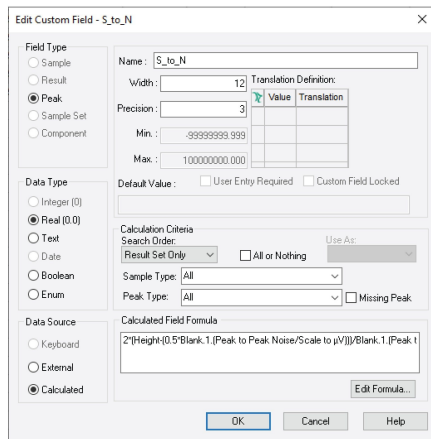 Edit Custom Field - S_to_N
Field Type
Sample
Result
Peak
Sample Set
Component
Name : S_to_N
Width : 12
Precision : 3
Min. : -99999999.999
Max. : 100000000.000
Translation Definition:
Value Translation
Default Value : User Entry Required Custom Field Locked
Data Type
Integer (0)
Real (0.0)
Text
Date
Boolean
Enum
Calculation Criteria
Search Order: Use As:
Result Set Only All or Nothing
Sample Type: All
Peak Type: All Missing Peak
Data Source
Keyboard
External
Calculated
Calculated Field Formula
2*(Height-(0.5*Blank.1.(Peak to Peak Noise/Scale to µV)))/Blank.1.(Peak t
Edit Formula...
OK Cancel Help